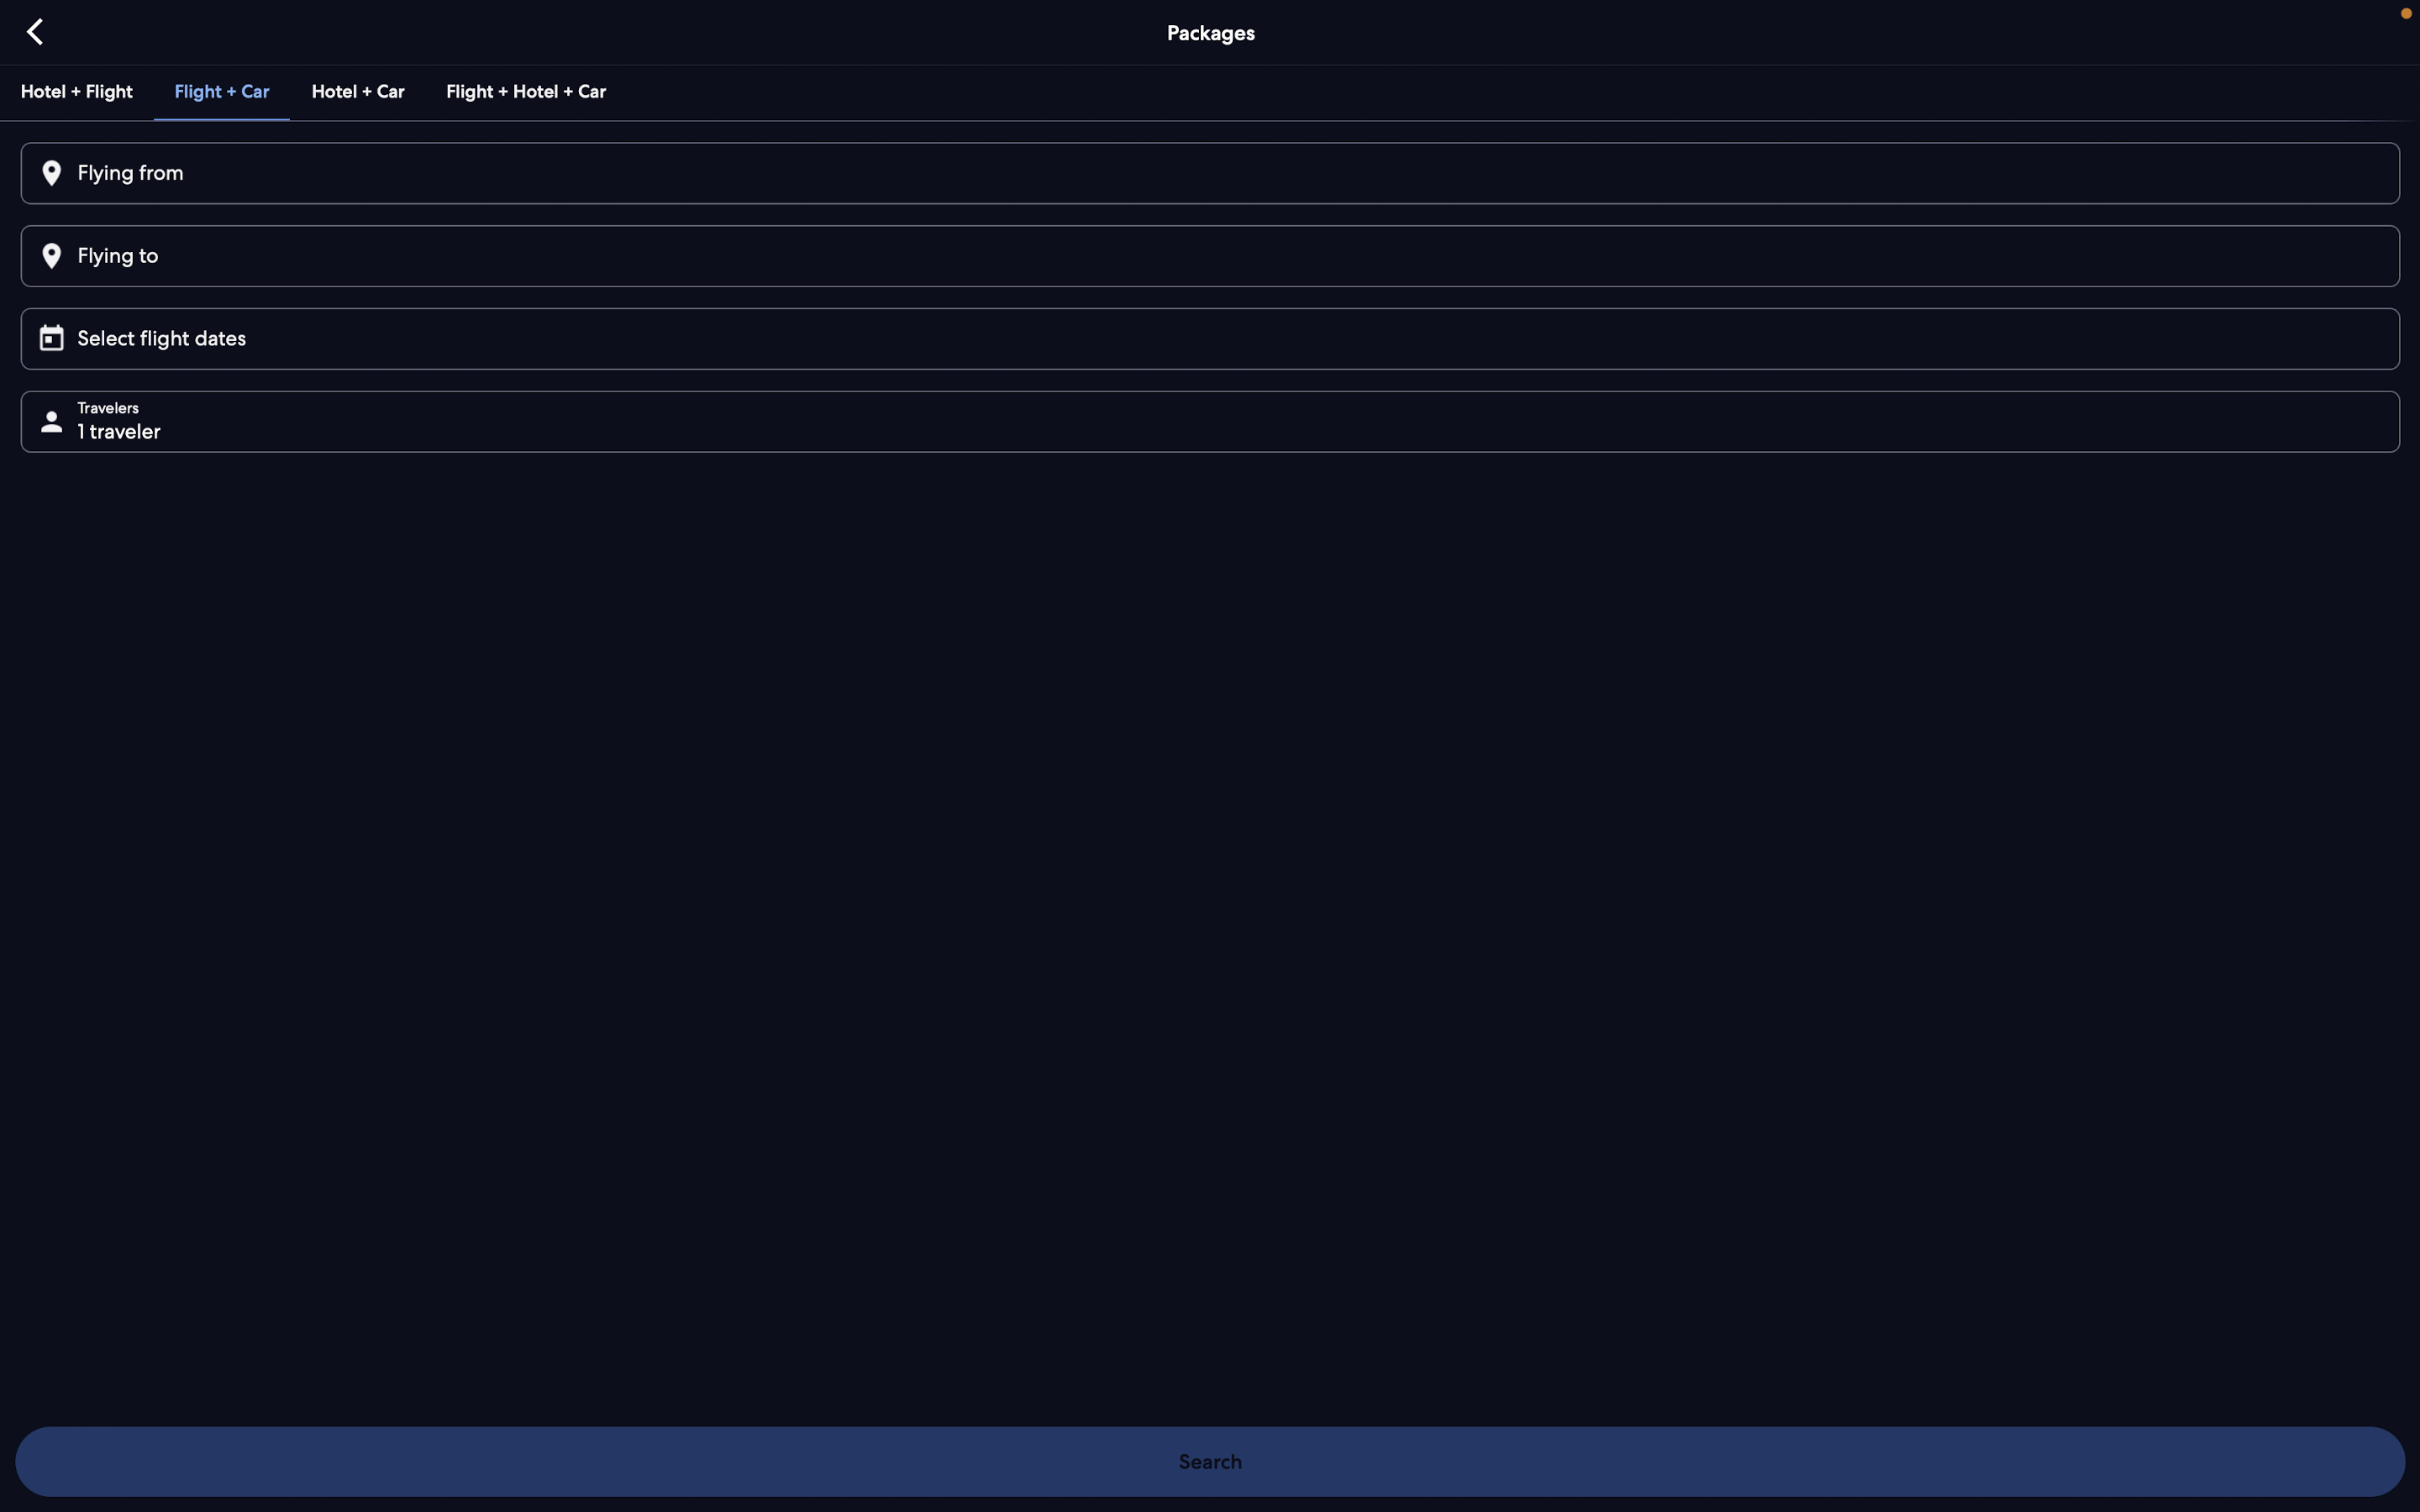 Packages
Hotel + Flight
Flight + Car
Hotel + Car
Flight + Hotel + Car
Flying from
Flying to
Select flight dates
Travelers
1 traveler
Search